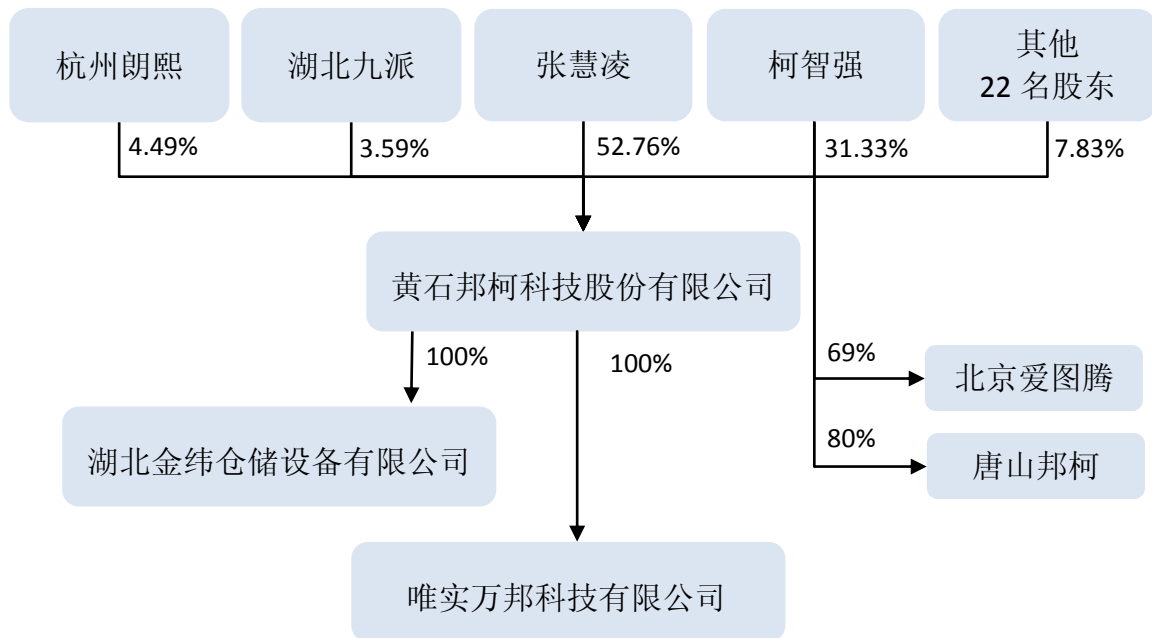 杭州朗熙
湖北九派
张慧凌
柯智强
其他
22 名股东
4.49%
3.59%
52.76%
31.33%
7.83%
黄石邦柯科技股份有限公司
100%
100%
69%
北京爱图腾
80%
唐山邦柯
湖北金纬仓储设备有限公司
唯实万邦科技有限公司